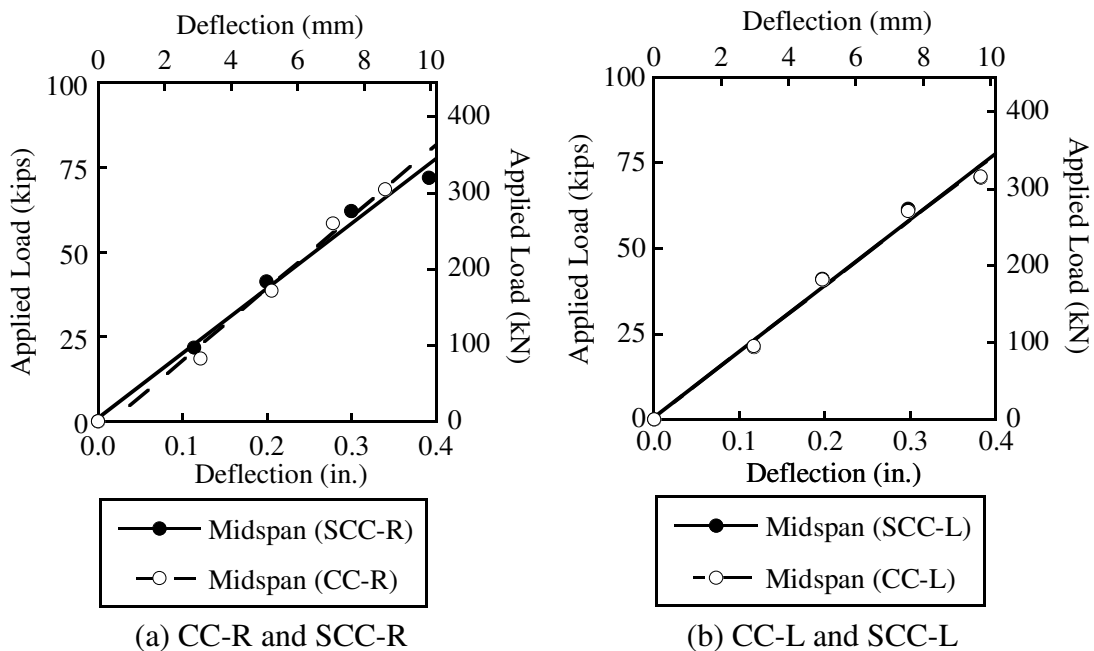 Deflection (mm)
0 2 4 6 8 10
100
75
50
25
0
Applied Load (kips)
400
300
200
100
0
Applied Load (kN)
0.0 0.1 0.2 0.3 0.4
Deflection (in.)
Midspan (SCC-R)
Midspan (CC-R)
(a) CC-R and SCC-R
Deflection (mm)
0 2 4 6 8 10
100
75
50
25
0
Applied Load (kips)
400
300
200
100
0
Applied Load (kN)
0.0 0.1 0.2 0.3 0.4
Deflection (in.)
Midspan (SCC-L)
Midspan (CC-L)
(b) CC-L and SCC-L